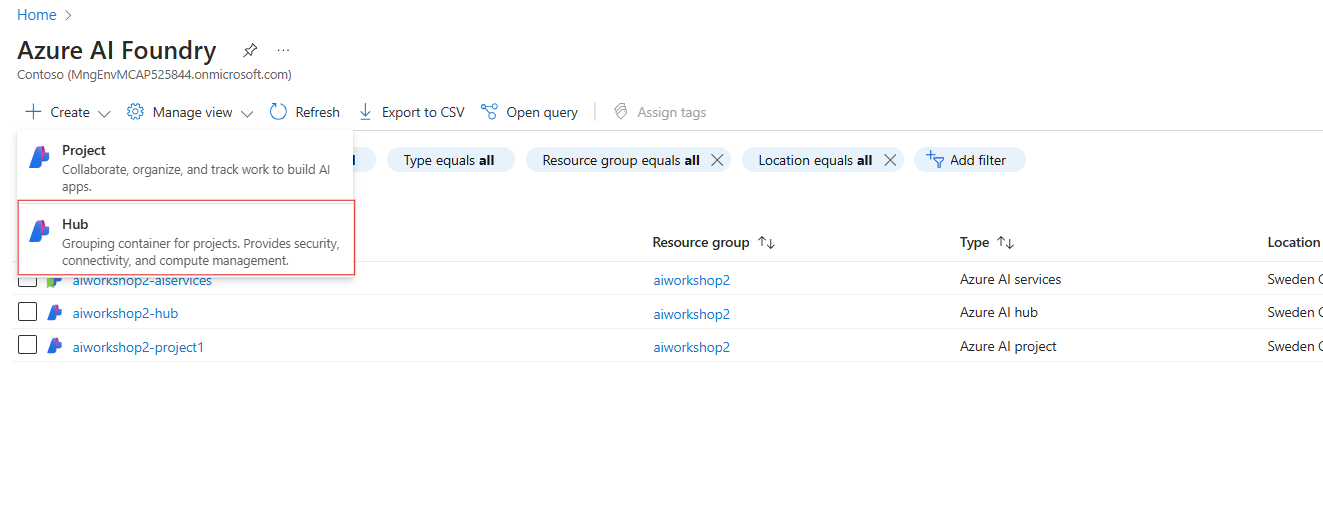 Home
Azure AI Foundry
Contoso (MngEnvMCAP525844.onmicrosoft.com)
Create Manage view Refresh Export to CSV Open query Assign tags
Project
Collaborate, organize, and track work to build AI
apps.
Type equals all Resource group equals all Location equals all Add filter
Hub
Grouping container for projects. Provides security,
connectivity, and compute management.
Resource group Type Location
aiworkshop2-aiservices aiworkshop2 Azure AI services Sweden
aiworkshop2-hub aiworkshop2 Azure AI hub Sweden
aiworkshop2-project1 aiworkshop2 Azure AI project Sweden